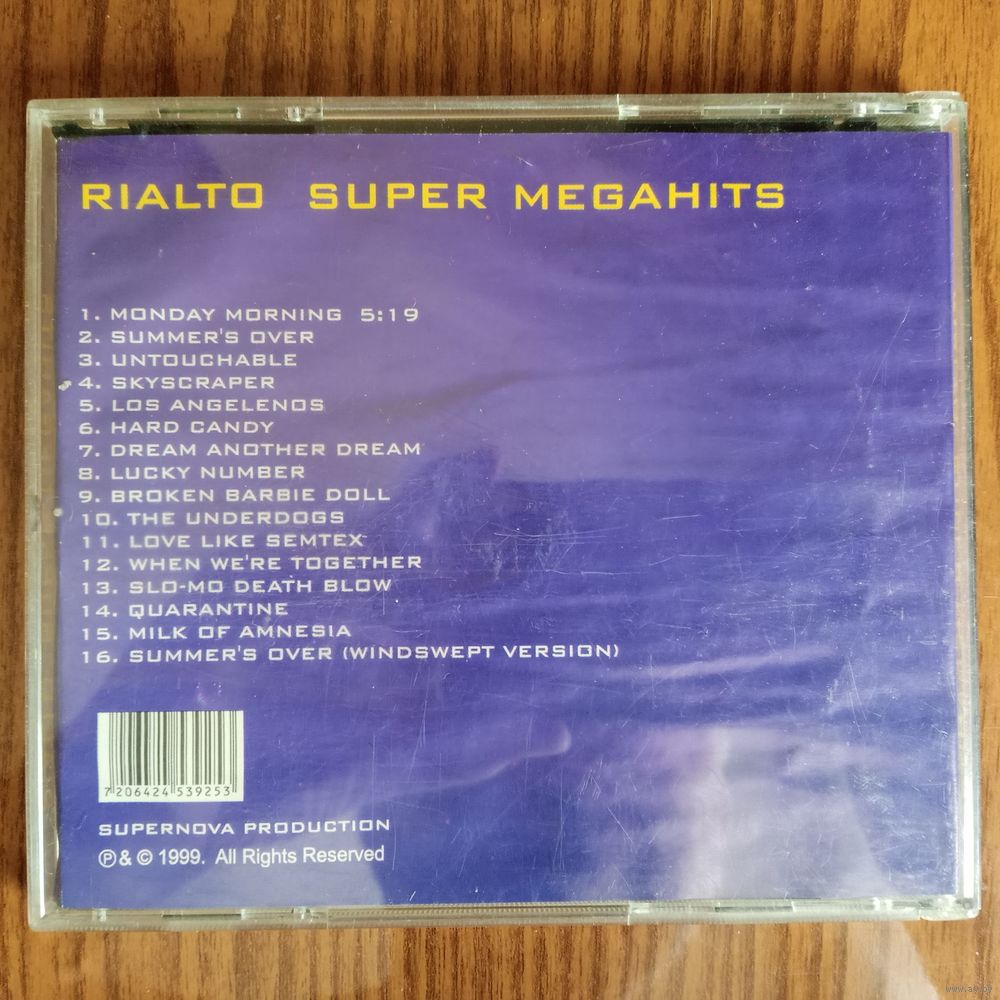 RIALTO SUPER MEGAHITS
1. MONDAY MORNING 5:19
2. SUMMER'S OVER
3. UNTOUCHABLE
4. SKYSCRAPER
5. LOS ANGELENOS
6. HARD CANDY
7. DREAM ANOTHER DREAM
8. LUCKY NUMBER
9. BROKEN BARBIE DOLL
10. THE UNDERDOGS
11. LOVE LIKE SEMTEX
12. WHEN WE'RE TOGETHER
13. SLO-MO DEATH BLOW
14. QUARANTINE
15. MILK OF AMNESIA
16. SUMMER'S OVER (WINDSWEPT VERSION)
7 206424 539253
SUPERNOVA PRODUCTION
℗ & © 1999. All Rights Reserved